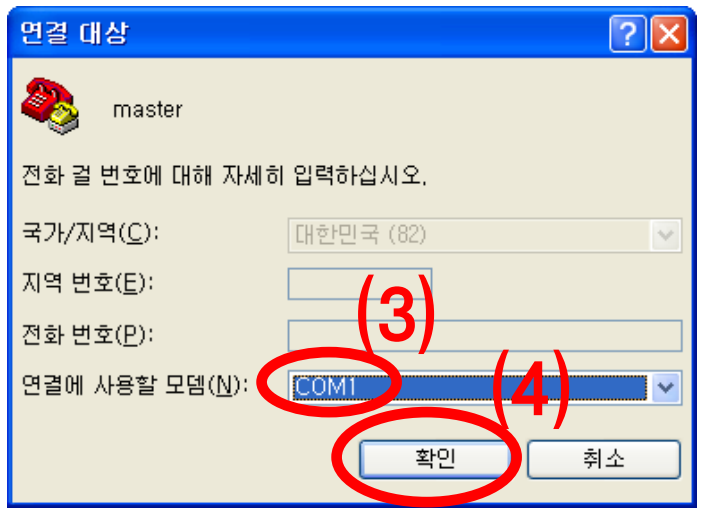 연결 대상
master
전화 걸 번호에 대해 자세히 입력하십시오.
국가/지역(C): 대한민국 (82)
지역 번호(E):
(3)
전화 번호(P):
연결에 사용할 모뎀(N): COM1
(4)
확인 취소